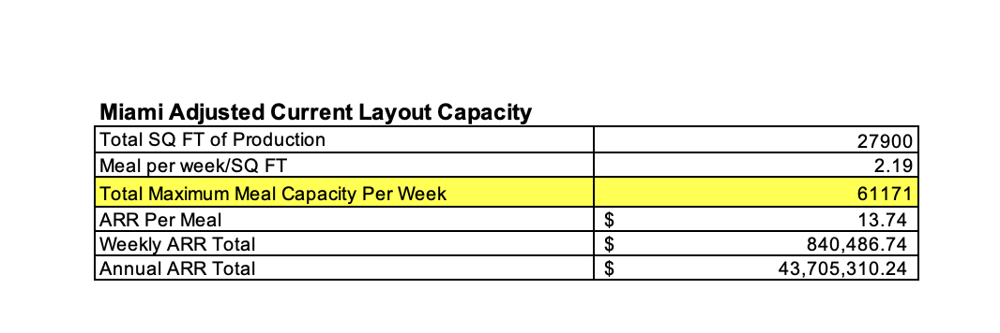 Miami Adjusted Current Layout Capacity
Total SQ FT of Production 27900
Meal per week/SQ FT 2.19
Total Maximum Meal Capacity Per Week 61171
ARR Per Meal $ 13.74
Weekly ARR Total $ 840,486.74
Annual ARR Total $ 43,705,310.24